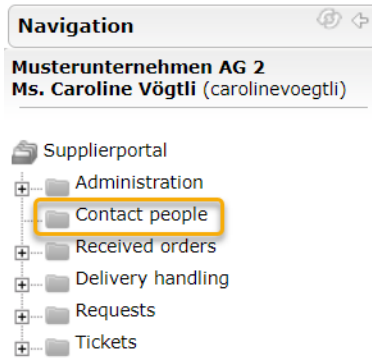 Navigation
Musterunternehmen AG 2
Ms. Caroline Vögtli (carolinevoegtli)
Supplierportal
Administration
Contact people
Received orders
Delivery handling
Requests
Tickets